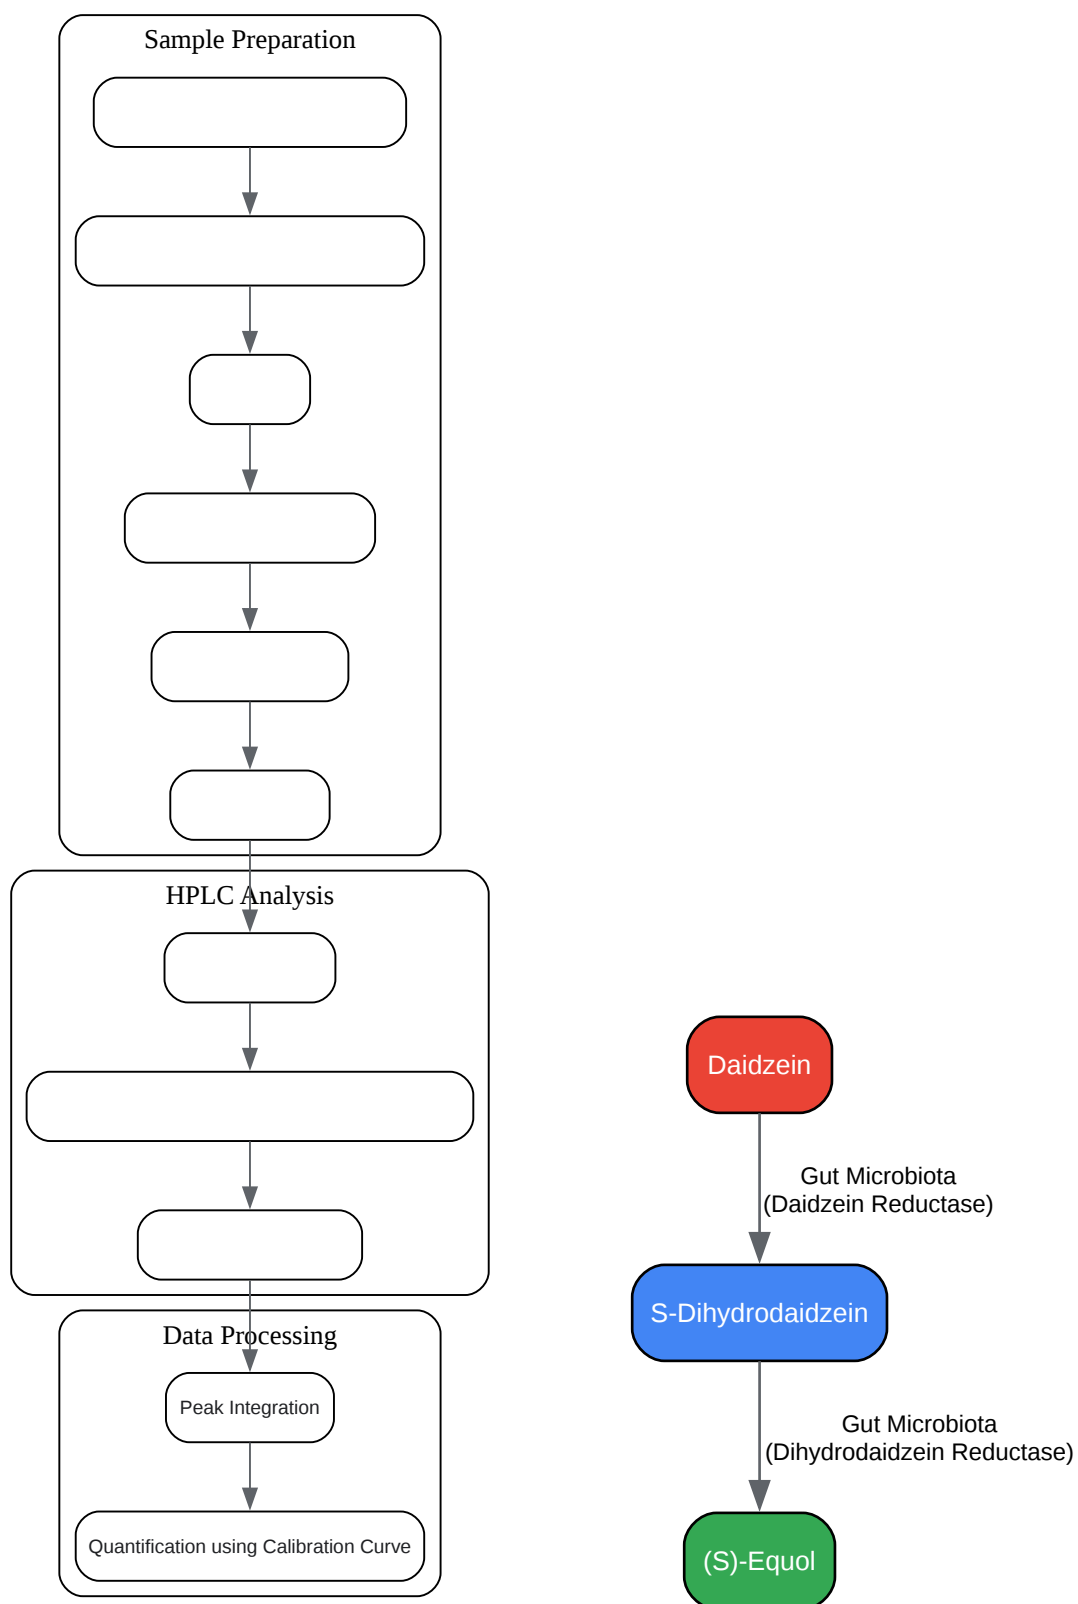 Sample Preparation
HPLC Analysis
Data Processing
Peak Integration
Quantification using Calibration Curve
Daidzein
Gut Microbiota
(Daidzein Reductase)
S-Dihydrodaidzein
Gut Microbiota
(Dihydrodaidzein Reductase)
(S)-Equol